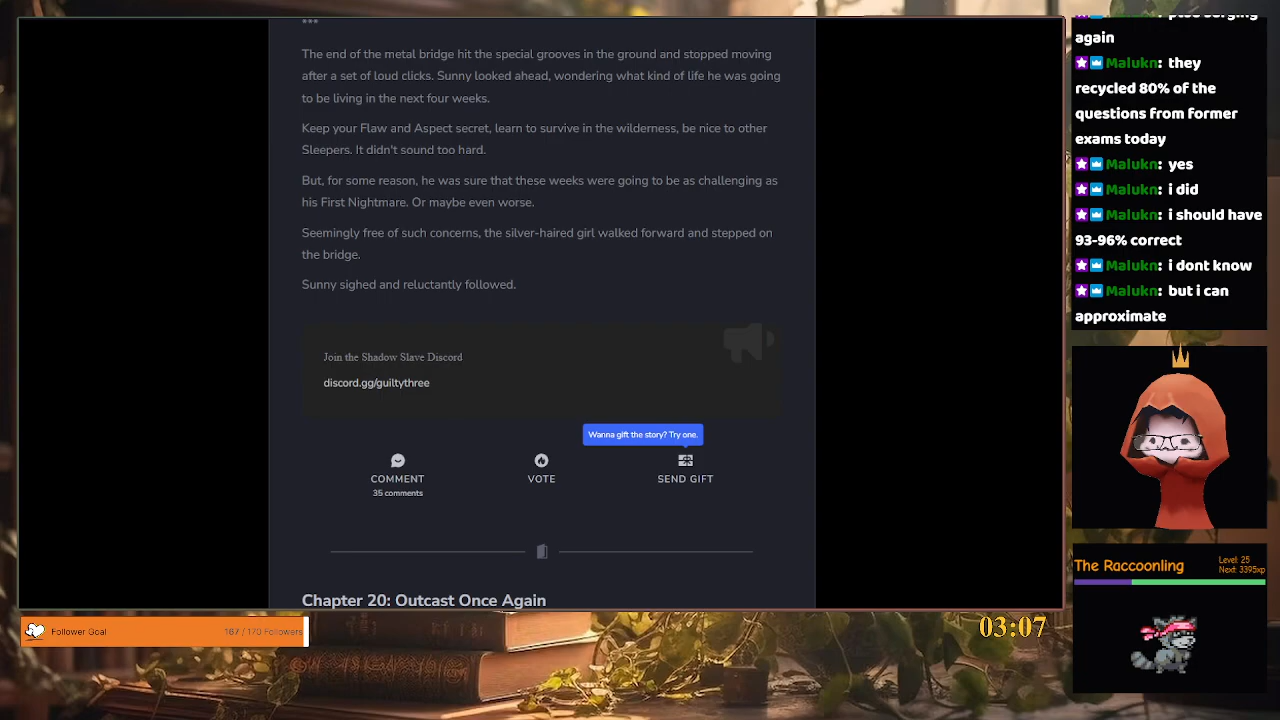 •••
The end of the metal bridge hit the special grooves in the ground and stopped moving
after a set of loud clicks. Sunny looked ahead, wondering what kind of life he was going
to be living in the next four weeks.
Keep your Flaw and Aspect secret, learn to survive in the wilderness, be nice to other
Sleepers. It didn't sound too hard.
But, for some reason, he was sure that these weeks were going to be as challenging as
his First Nightmare. Or maybe even worse.
Seemingly free of such concerns, the silver-haired girl walked forward and stepped on
the bridge.
Sunny sighed and reluctantly followed.
Join the Shadow Slave Discord
discord.gg/guiltythree
Wanna gift the story? Try one.
COMMENT
35 comments
VOTE
SEND GIFT
Chapter 20: Outcast Once Again
again
Malukn: they
recycled 80% of the
questions from former
exams today
Malukn: yes
Malukn: i did
Malukn: i should have
93-96% correct
Malukn: i dont know
Malukn: but i can
approximate
The Raccoonling
Level: 25
Next: 3395xp
Follower Goal
167 / 170 Followers
03:07